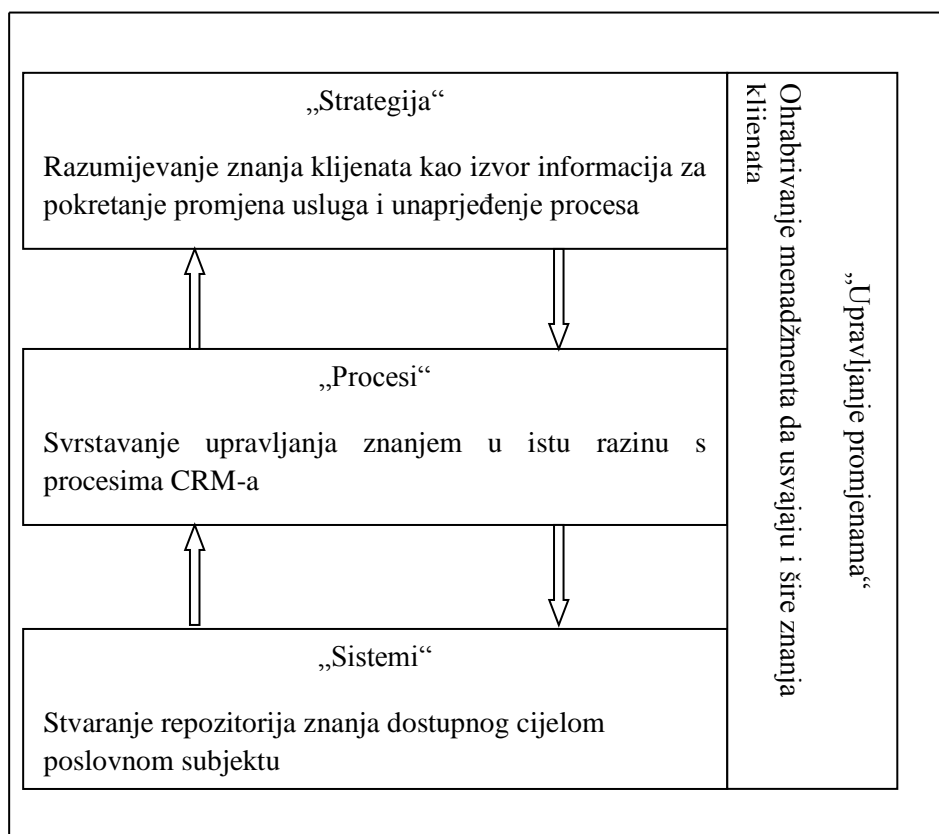 „Strategija“
Razumijevanje znanja klijenata kao izvor informacija za
pokretanje promjena usluga i unaprjeđenje procesa
„Procesi“
Svrstavanje upravljanja znanjem u istu razinu s
procesima CRM-a
„Sistemi“
Stvaranje repozitorija znanja dostupnog cijelom
poslovnom subjektu
„Upravljanje promjenama“
Ohrabrivanje menadžmenta da usvajaju i šire znanja
klijenata